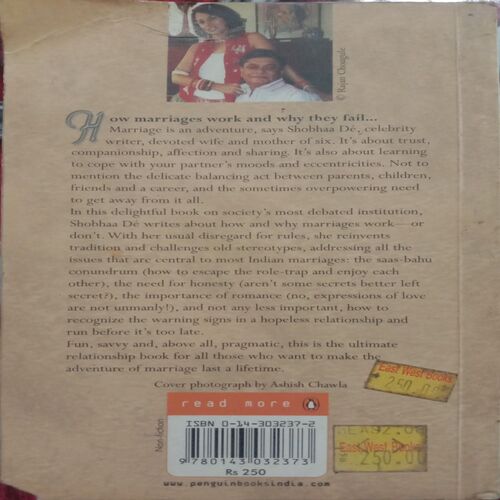 © Rajan Chougule
How marriages work and why they fail...
Marriage is an adventure, says Shobhaa Dé, celebrity
writer, devoted wife and mother of six. It's about trust,
companionship, affection and sharing. It's also about learning
to cope with your partner's moods and eccentricities. Not to
mention the delicate balancing act between parents, children,
friends and a career, and the sometimes overpowering need
to get away from it all.
In this delightful book on society's most debated institution,
Shobhaa Dé writes about how and why marriages work—or
don't. With her usual disregard for rules, she reinvents
tradition and challenges old stereotypes, addressing all the
issues that are central to most Indian marriages: the saas-bahu
conundrum (how to escape the role-trap and enjoy each
other), the need for honesty (aren't some secrets better left
secret?), the importance of romance (no, expressions of love
are not unmanly!), and not any less important, how to
recognize the warning signs in a hopeless relationship and
run before it's too late.
Fun, savvy and, above all, pragmatic, this is the ultimate
relationship book for all those who want to make the
adventure of marriage last a lifetime.
Cover photograph by Ashish Chawla
East West Books
250.00
read more
Non-fiction
ISBN 0-14-303237-2
9 780143 032373
Rs 250
East West Books
250.00
www.penguinbooksindia.com